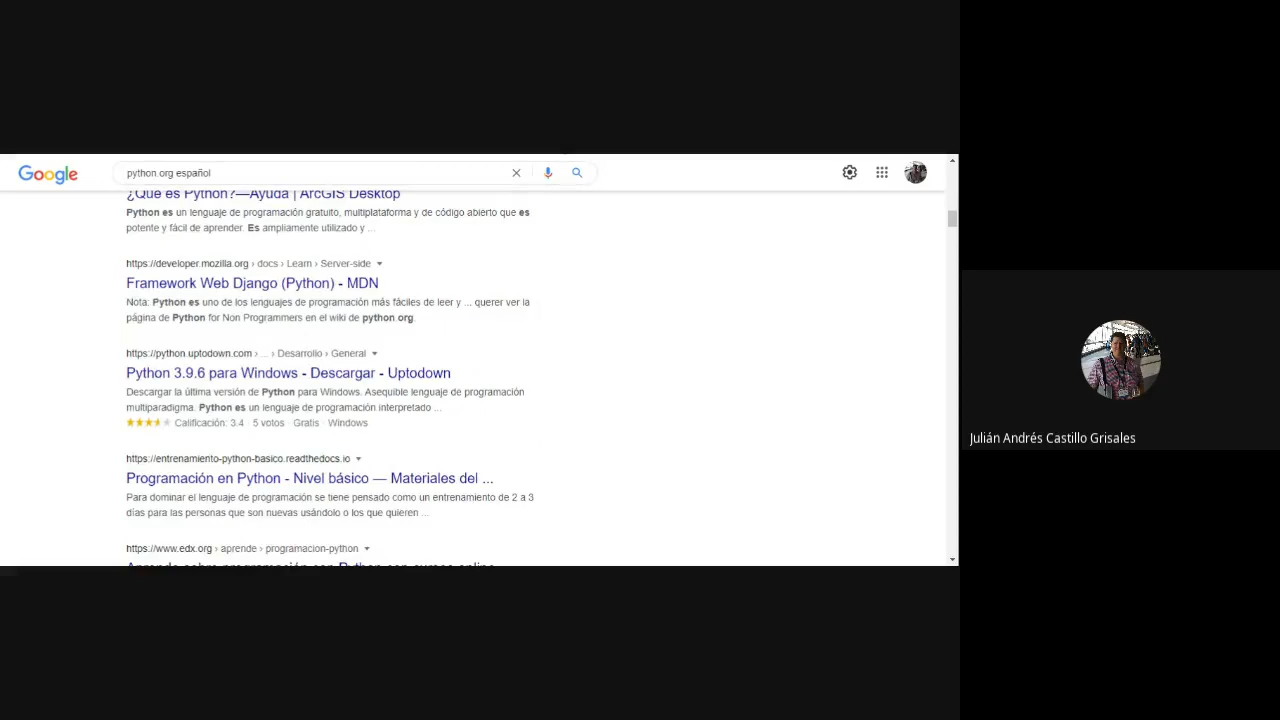 Google
python.org español
¿Qué es Python?—Ayuda | ArcGIS Desktop
Python es un lenguaje de programación gratuito, multiplataforma y de código abierto que es
potente y fácil de aprender. Es ampliamente utilizado y ...
https://developer.mozilla.org › docs › Learn › Server-side
Framework Web Django (Python) - MDN
Nota: Python es uno de los lenguajes de programación más fáciles de leer y ... querer ver la
página de Python for Non Programmers en el wiki de python.org.
https://python.uptodown.com › ... › Desarrollo › General
Python 3.9.6 para Windows - Descargar - Uptodown
Descargar la última versión de Python para Windows. Asequible lenguaje de programación
multiparadigma. Python es un lenguaje de programación interpretado ...
Calificación: 3.4 · 5 votos · Gratis · Windows
https://entrenamiento-python-basico.readthedocs.io
Programación en Python - Nivel básico — Materiales del ...
Para dominar el lenguaje de programación se tiene pensado como un entrenamiento de 2 a 3
días para las personas que son nuevas usándolo o los que quieren ...
https://www.edx.org › aprende › programacion-python
Aprende sobre programación con Python con cursos online
Julián Andrés Castillo Grisales